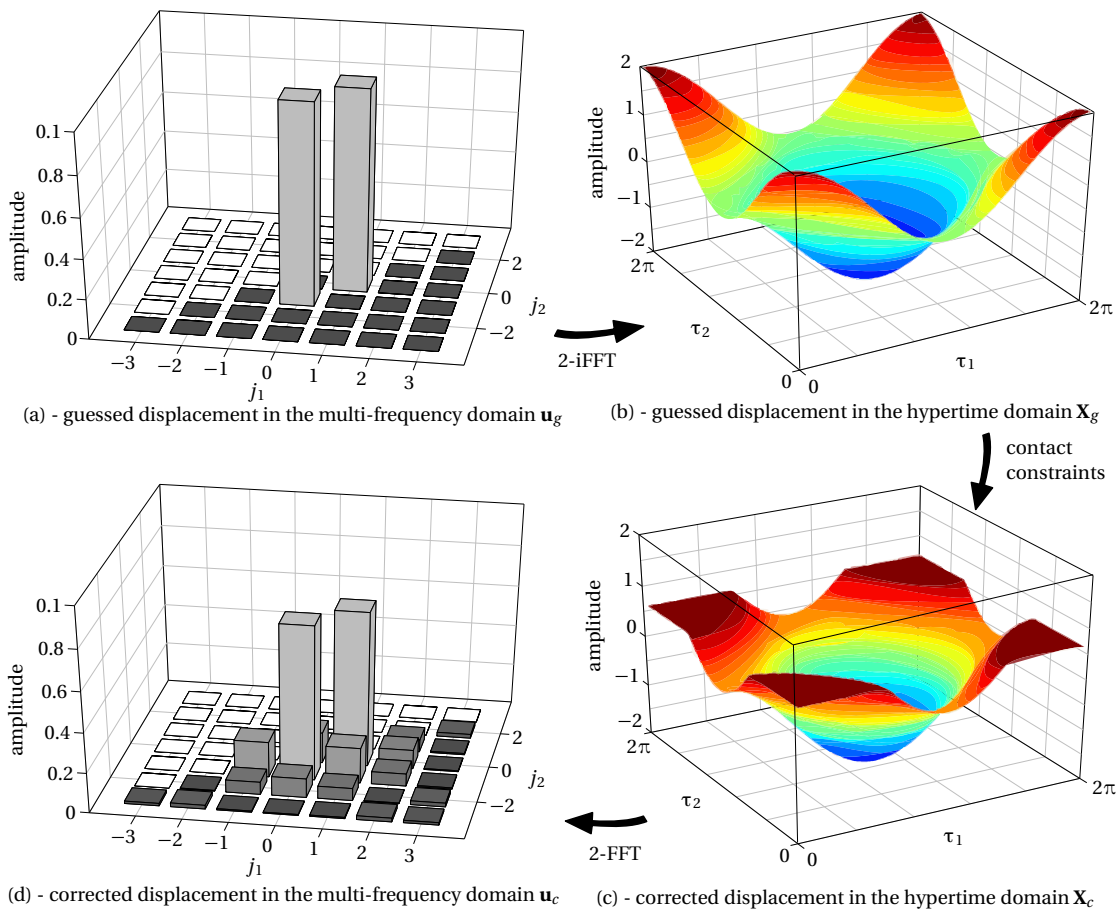 0.1
0.8
0.6
0.4
0.2
0
amplitude
−3
−2
−1
0
1
2
3
j1
2
0
−2
j2
(a) - guessed displacement in the multi-frequency domain ug
2-iFFT
2
1
0
−1
−2
amplitude
2π
τ2
0
0
τ1
2π
(b) - guessed displacement in the hypertime domain Xg
contact
constraints
2
1
0
−1
−2
amplitude
2π
τ2
0
0
τ1
2π
(c) - corrected displacement in the hypertime domain Xc
2-FFT
0.1
0.8
0.6
0.4
0.2
0
amplitude
−3
−2
−1
0
1
2
3
j1
2
0
−2
j2
(d) - corrected displacement in the multi-frequency domain uc